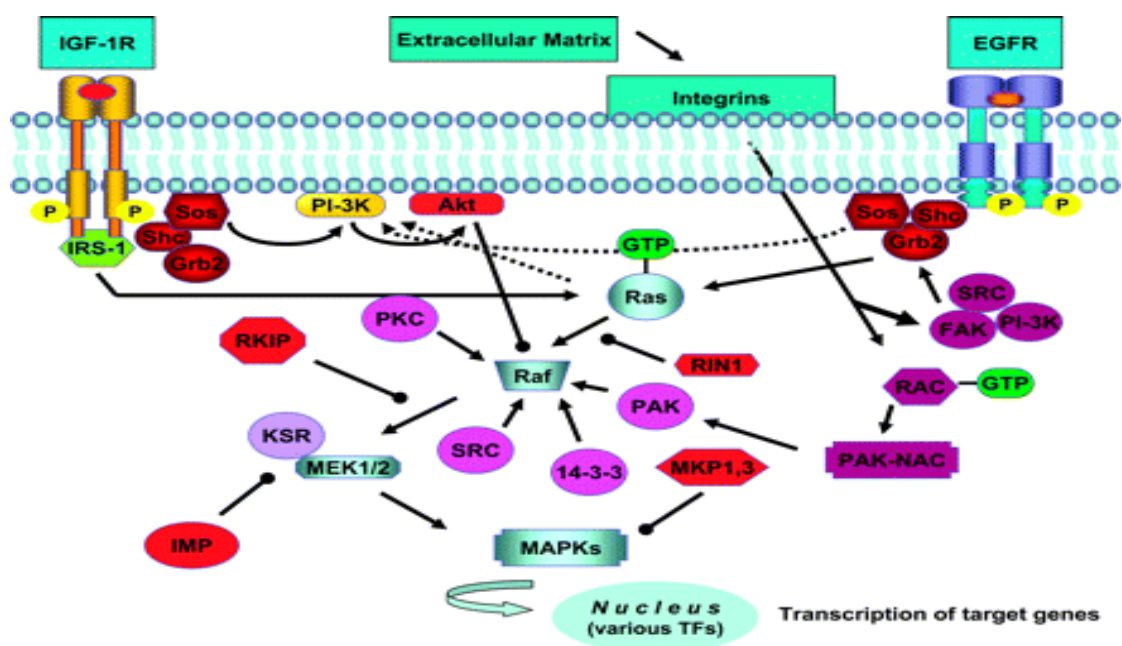 IGF-1R
Extracellular Matrix
EGFR
Integrins
P
P
Sos
Shc
Grb2
IRS-1
PI-3K
Akt
GTP
Ras
Sos
Shc
Grb2
P
P
SRC
FAK
PI-3K
PKC
RKIP
Raf
RIN1
RAC
GTP
PAK
KSR
MEK1/2
SRC
14-3-3
MKP1,3
PAK-NAC
IMP
MAPKs
Nucleus
(various TFs)
Transcription of target genes